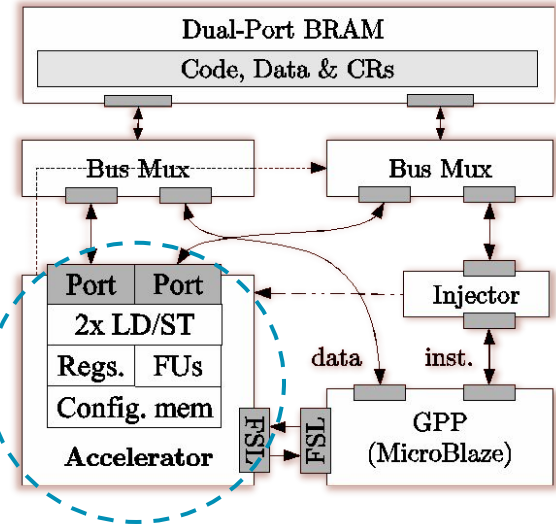 Dual-Port BRAM
Code, Data & CRs
Bus Mux
Bus Mux
Port Port
2x LD/ST
Regs. FUs
Config. mem
Accelerator
Injector
data
inst.
FSL
FSL
GPP
(MicroBlaze)